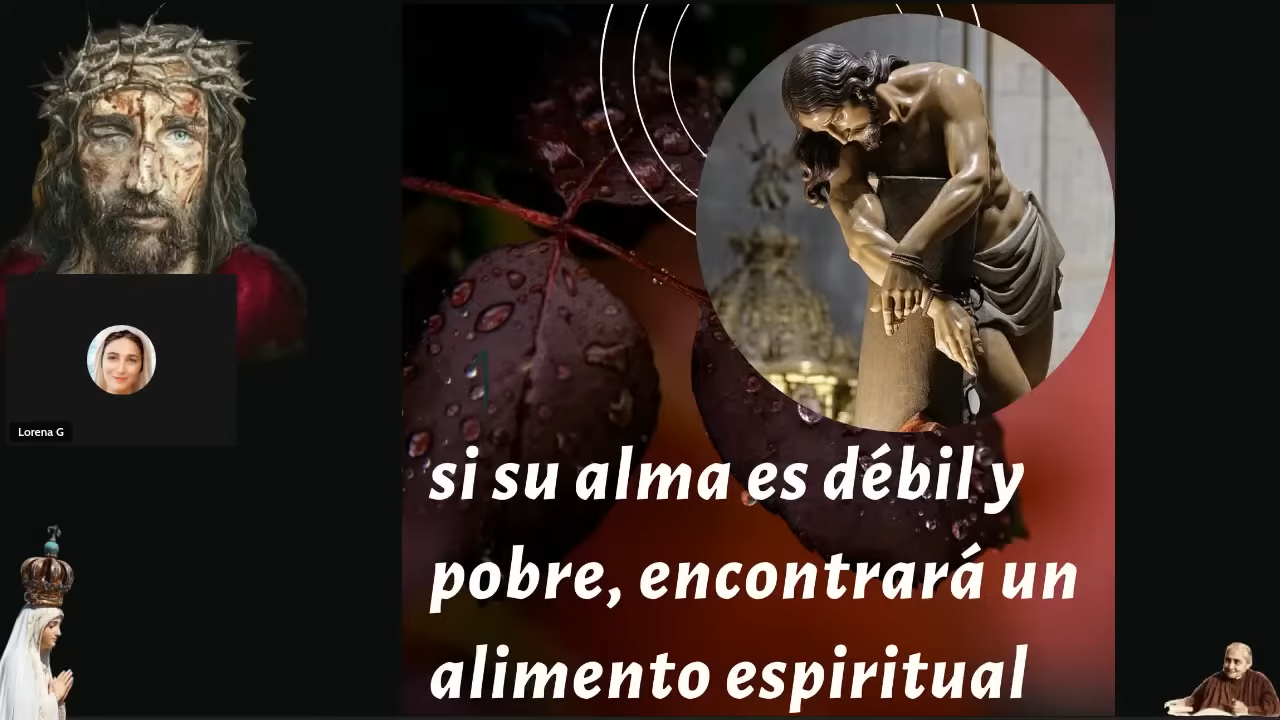 Lorena G
si su alma es débil y
pobre, encontrará un
alimento espiritual